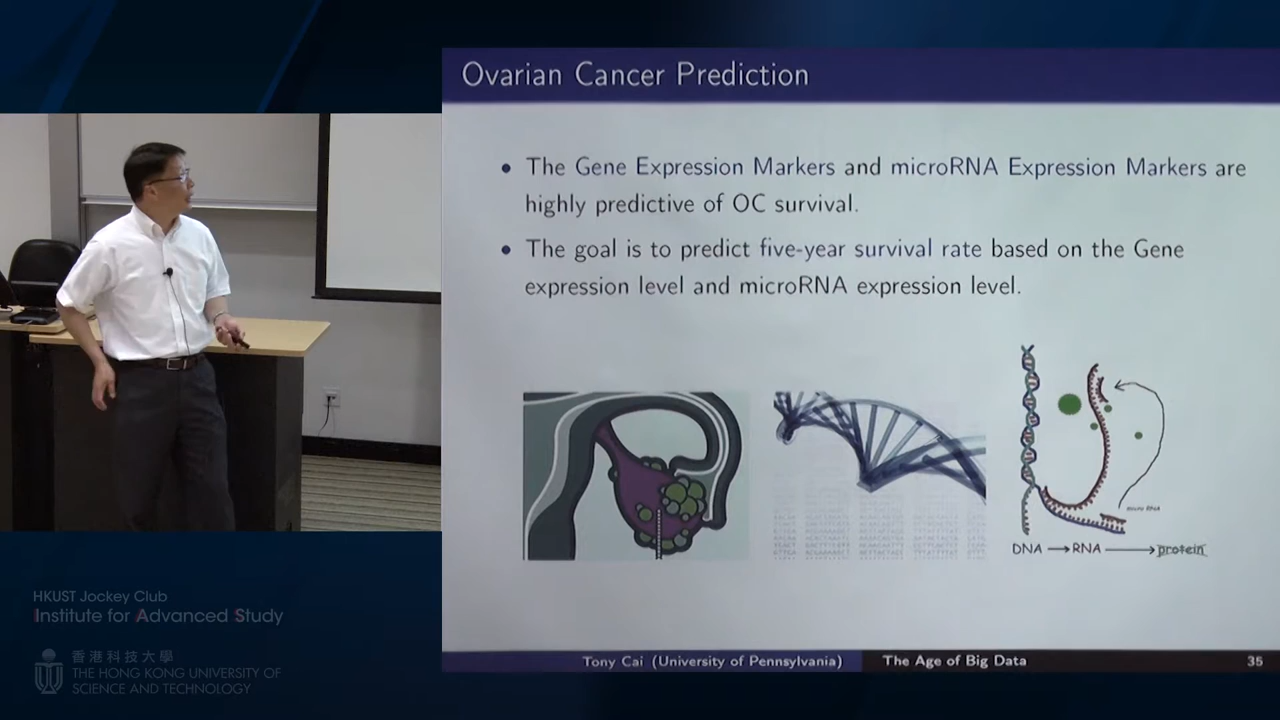 Ovarian Cancer Prediction
The Gene Expression Markers and microRNA Expression Markers are
highly predictive of OC survival.
The goal is to predict five-year survival rate based on the Gene
expression level and microRNA expression level.
micro RNA
DNA → RNA → protein
HKUST Jockey Club
Institute for Advanced Study
香港科技大學
THE HONG KONG UNIVERSITY OF
SCIENCE AND TECHNOLOGY
Tony Cai (University of Pennsylvania) The Age of Big Data 35